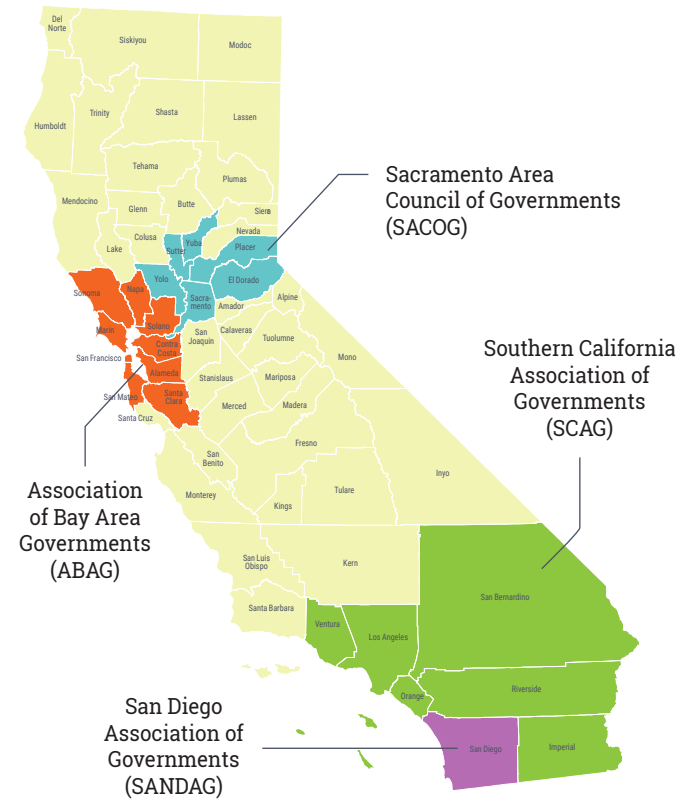 Del
Norte
Siskiyou
Modoc
Humboldt
Trinity
Shasta
Lassen
Tehama
Plumas
Mendocino
Glenn
Butte
Sierra
Nevada
Lake
Colusa
Sutter
Yuba
Placer
Yolo
El Dorado
Sonoma
Napa
Sacra-
mento
Amador
Alpine
Solano
Marin
Contra
Costa
San
Joaquin
Calaveras
Tuolumne
Mono
San Francisco
Alameda
Stanislaus
Mariposa
San Mateo
Santa
Clara
Merced
Madera
Santa Cruz
Fresno
San
Benito
Inyo
Monterey
Kings
Tulare
San Luis
Obispo
Kern
San Bernardino
Santa Barbara
Ventura
Los Angeles
Orange
Riverside
San Diego
Imperial
Sacramento Area
Council of Governments
(SACOG)
Southern California
Association of
Governments
(SCAG)
Association
of Bay Area
Governments
(ABAG)
San Diego
Association of
Governments
(SANDAG)